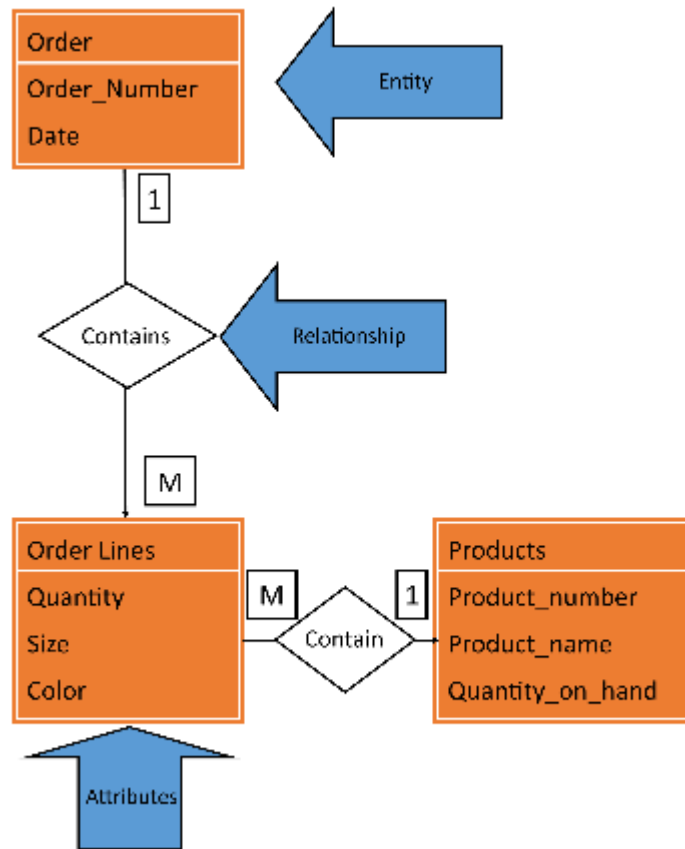 Order
Order_Number
Date
Entity
1
Contains
Relationship
M
Order Lines
Quantity
Size
Color
M
Contain
1
Products
Product_number
Product_name
Quantity_on_hand
Attributes